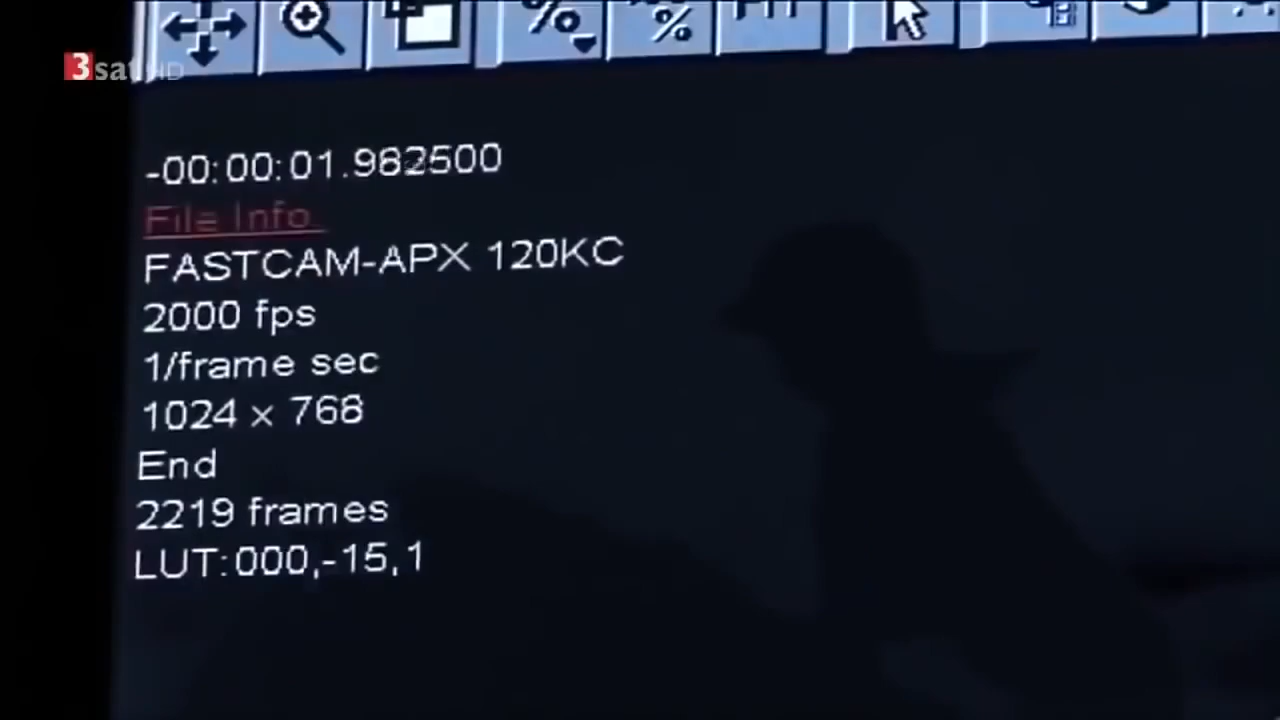 3sat HD
-00:00:01.982500
File Info
FASTCAM-APX 120KC
2000 fps
1/frame sec
1024 x 768
End
2219 frames
LUT:000,-15,1